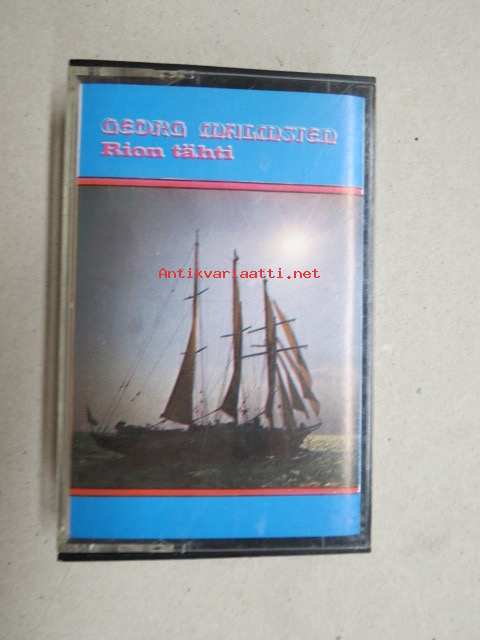 GEORG MALMSTEN
Rion tähti
Antikvariaatti.net